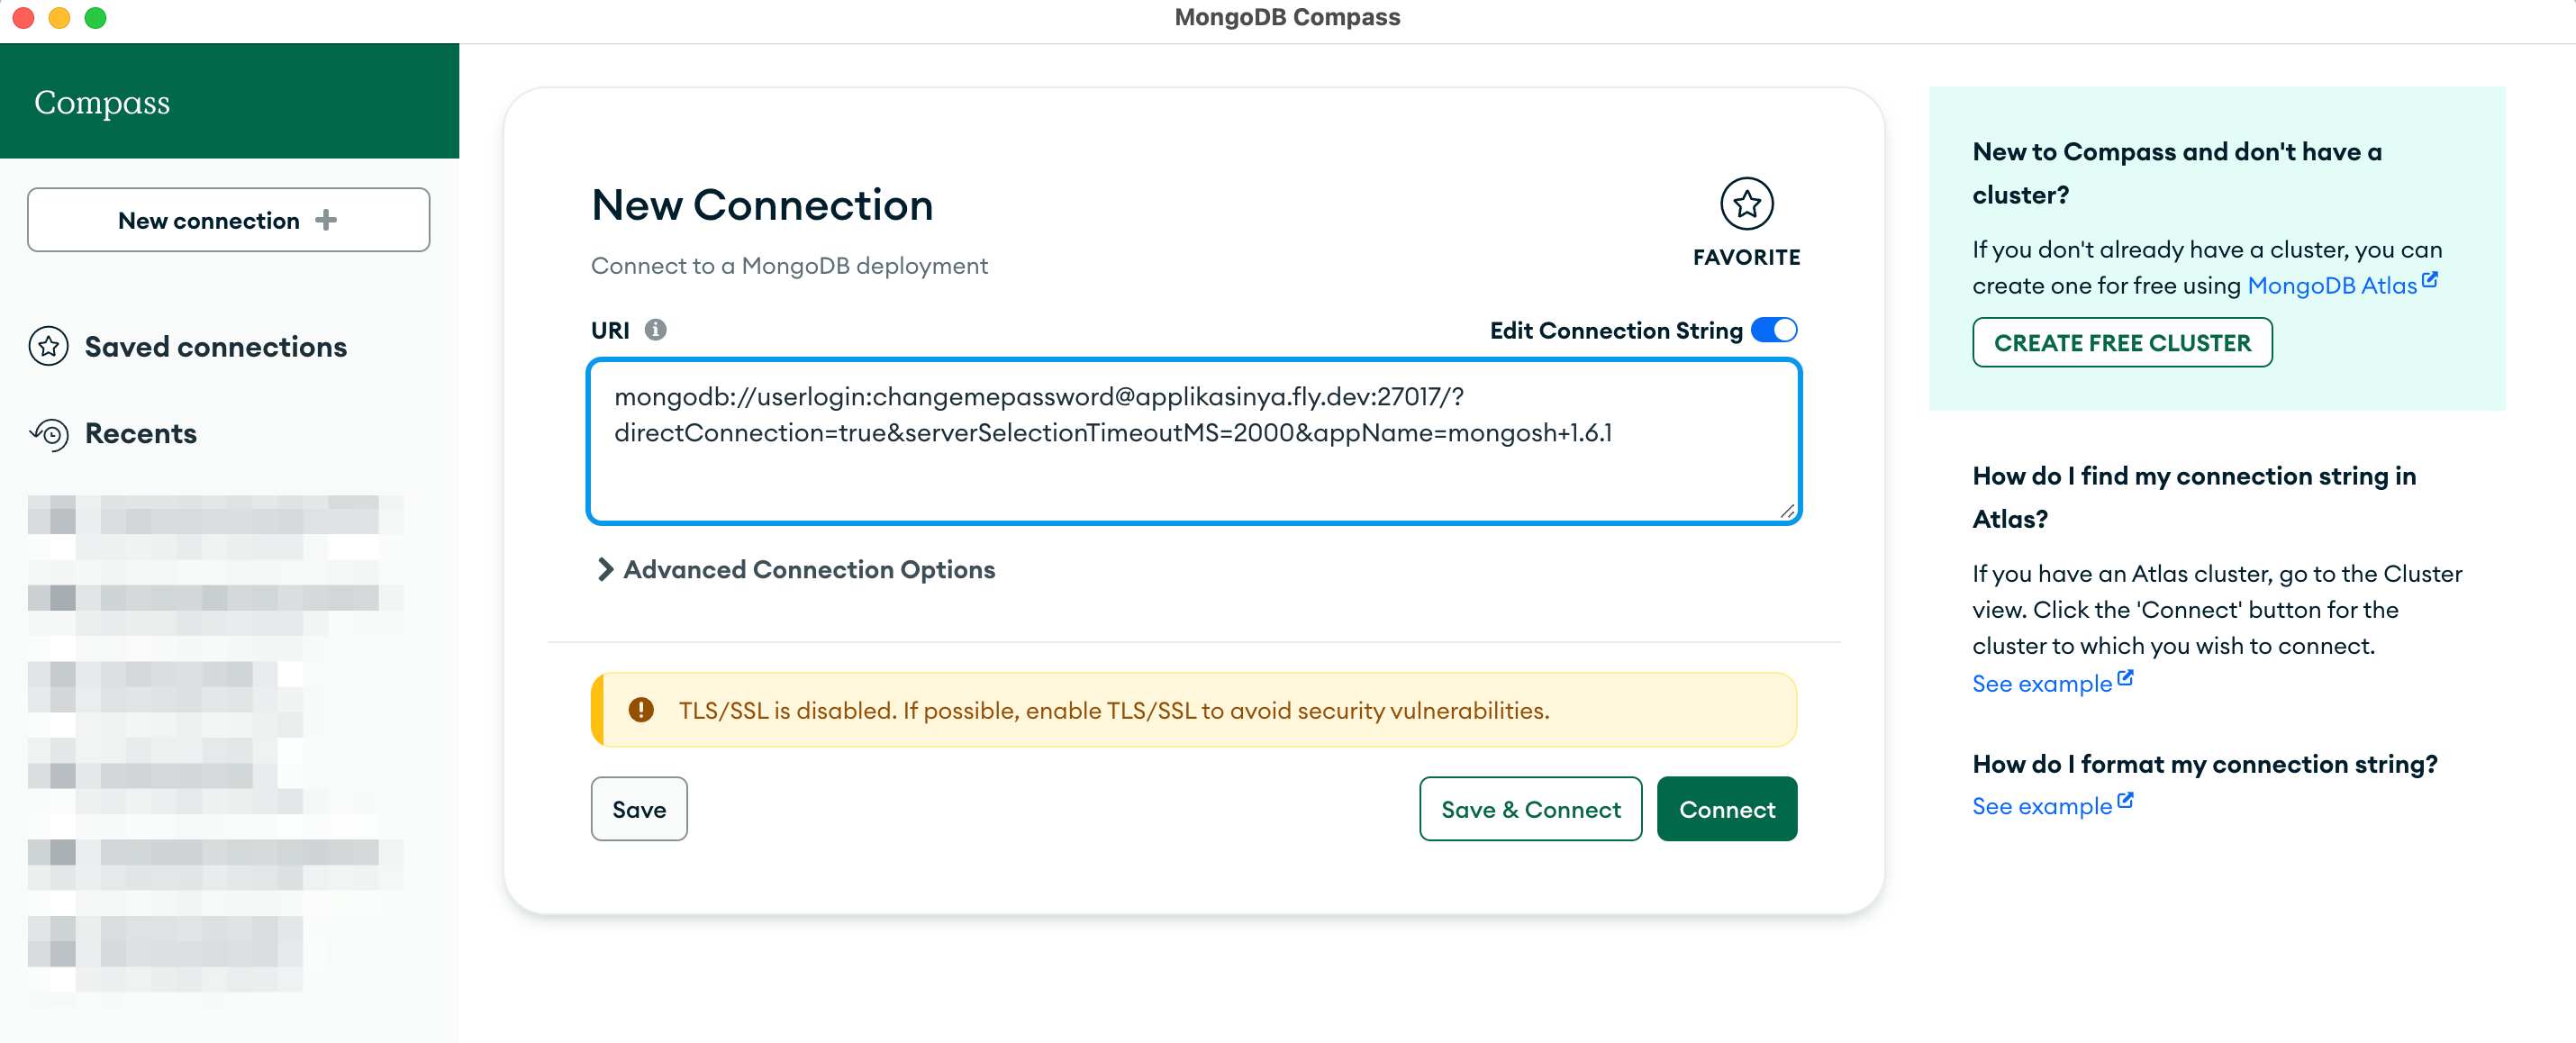 MongoDB Compass
Compass
New connection
Saved connections
Recents
New Connection
Connect to a MongoDB deployment
FAVORITE
URI
Edit Connection String
mongodb://userlogin:changemepassword@applikasinya.fly.dev:27017/?
directConnection=true&serverSelectionTimeoutMS=2000&appName=mongosh+1.6.1
Advanced Connection Options
TLS/SSL is disabled. If possible, enable TLS/SSL to avoid security vulnerabilities.
Save
Save & Connect
Connect
New to Compass and don't have a
cluster?
If you don't already have a cluster, you can
create one for free using MongoDB Atlas
CREATE FREE CLUSTER
How do I find my connection string in
Atlas?
If you have an Atlas cluster, go to the Cluster
view. Click the 'Connect' button for the
cluster to which you wish to connect.
See example
How do I format my connection string?
See example